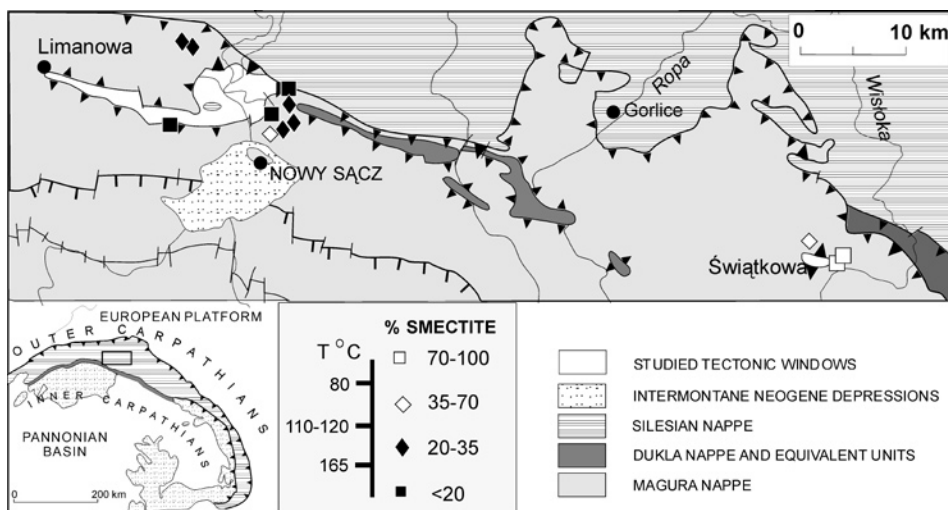 Limanowa
0 10 km
Ropa
Wisłoka
Gorlice
NOWY SĄCZ
Świątkowa
EUROPEAN PLATFORM
OUTER CARPATHIANS
INNER CARPATHIANS
PANNONIAN
BASIN
0 200 km
% SMECTITE
T °C
70-100
80
35-70
110-120
20-35
165
<20
STUDIED TECTONIC WINDOWS
INTERMONTANE NEOGENE DEPRESSIONS
SILESIAN NAPPE
DUKLA NAPPE AND EQUIVALENT UNITS
MAGURA NAPPE